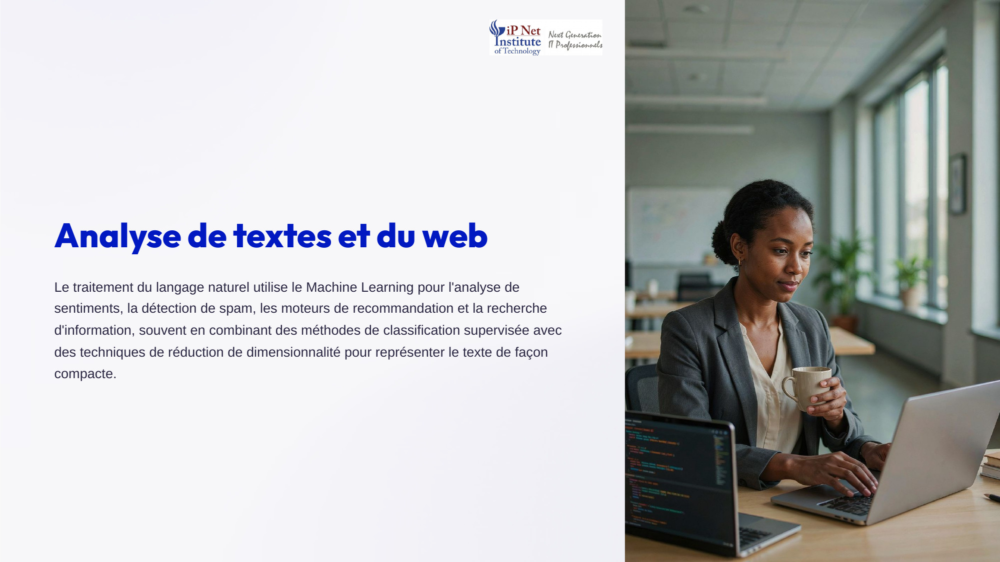 iP Net
Institute
of Technology
Next Generation
IT Professionnels
Analyse de textes et du web
Le traitement du langage naturel utilise le Machine Learning pour l'analyse de
sentiments, la détection de spam, les moteurs de recommandation et la recherche
d'information, souvent en combinant des méthodes de classification supervisée avec
des techniques de réduction de dimensionnalité pour représenter le texte de façon
compacte.